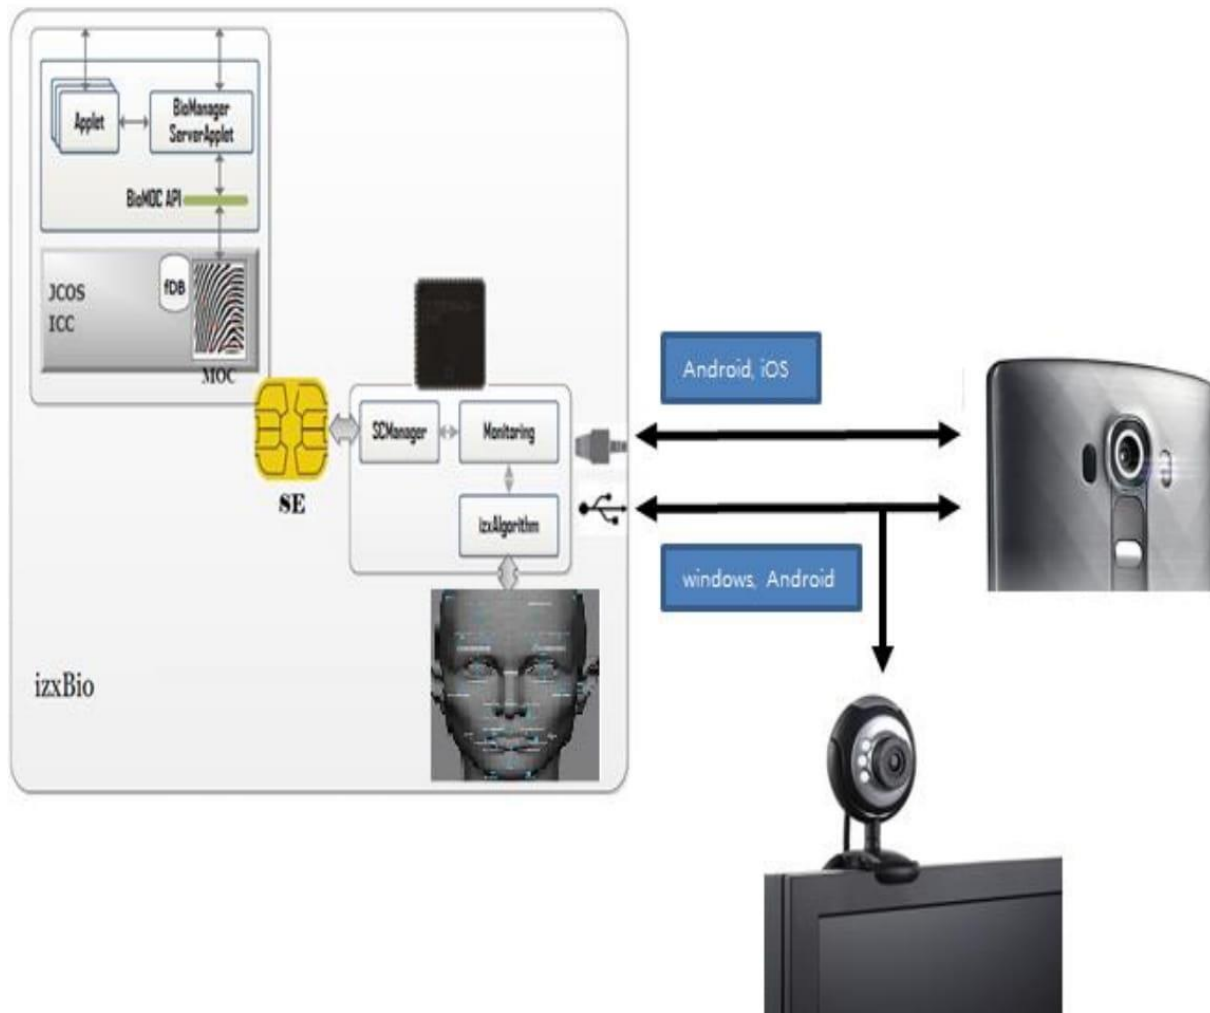 Applet
BioManager
ServerApplet
BioMOC API
JCOS
ICC
fDB
MOC
SE
SCManager
Monitoring
izxAlgorithm
izxBio
Android, iOS
windows, Android